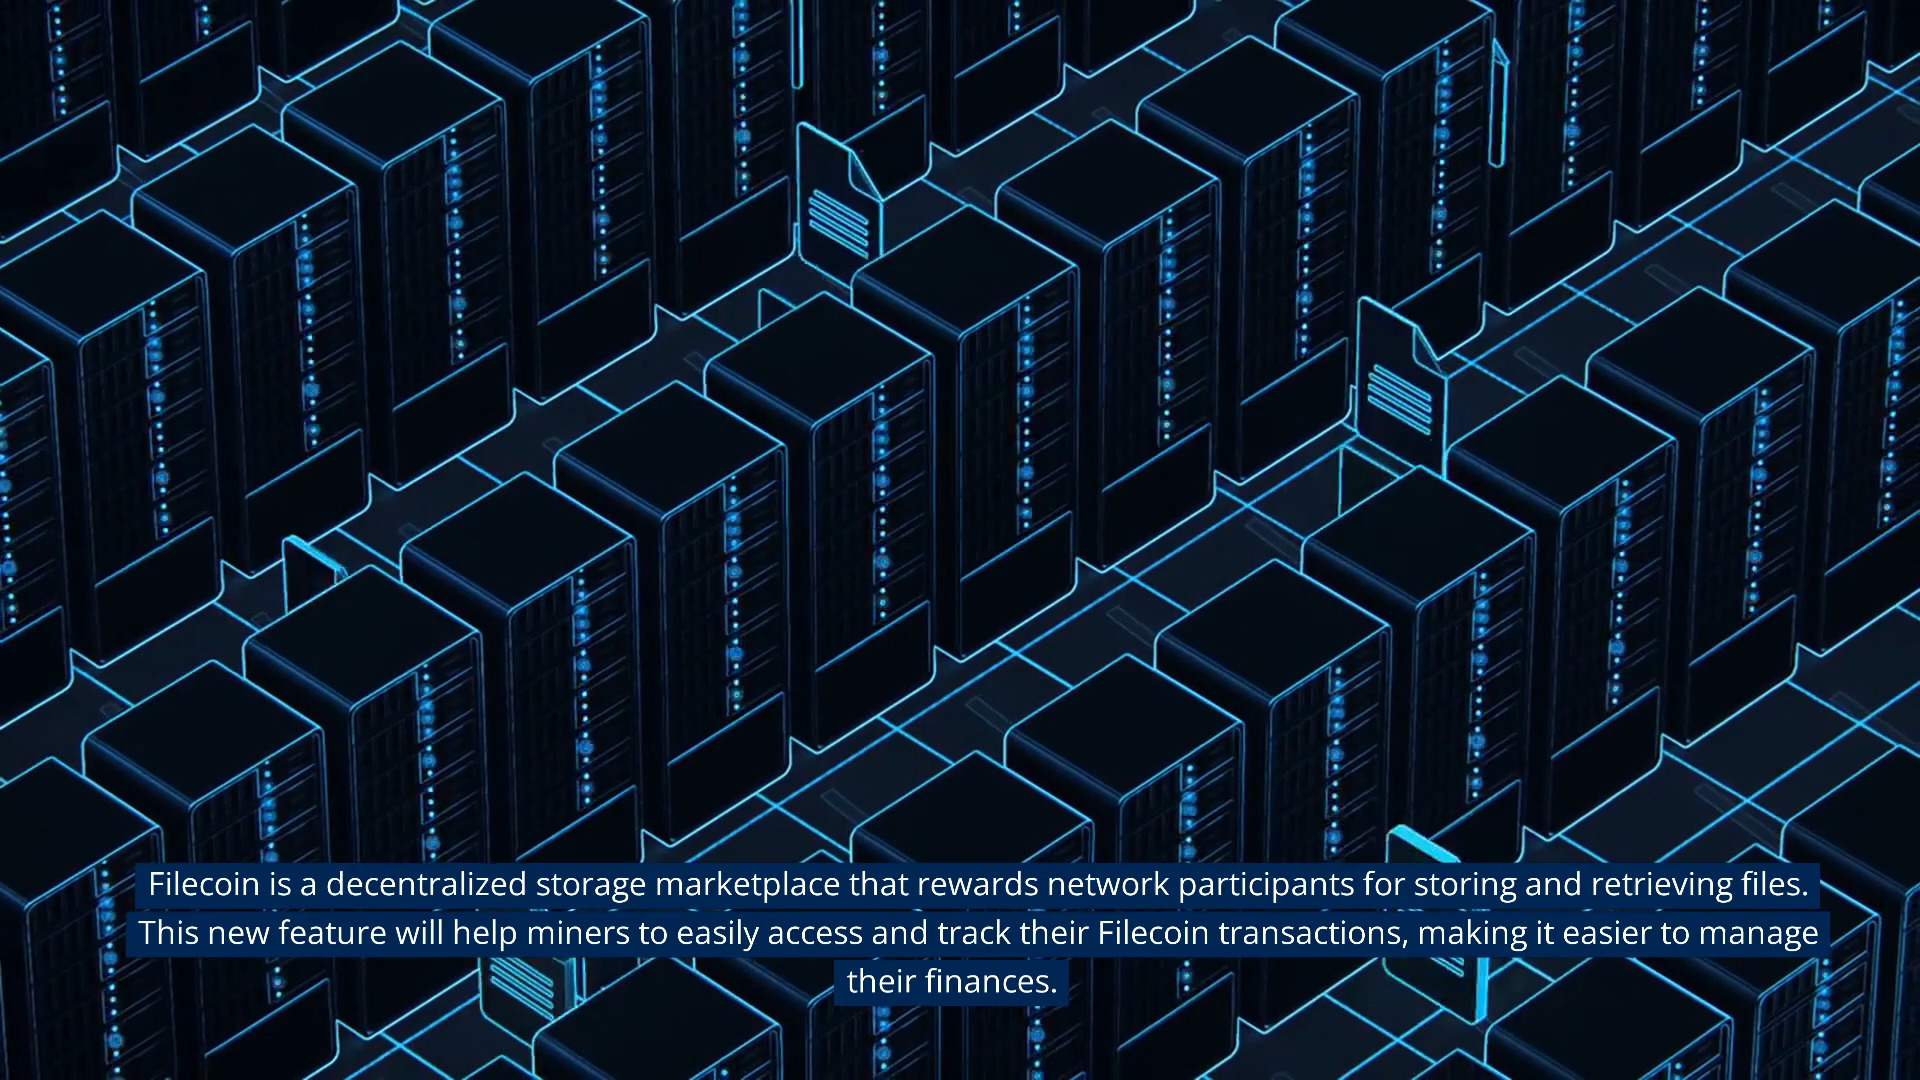 Filecoin is a decentralized storage marketplace that rewards network participants for storing and retrieving files.
This new feature will help miners to easily access and track their Filecoin transactions, making it easier to manage
their finances.